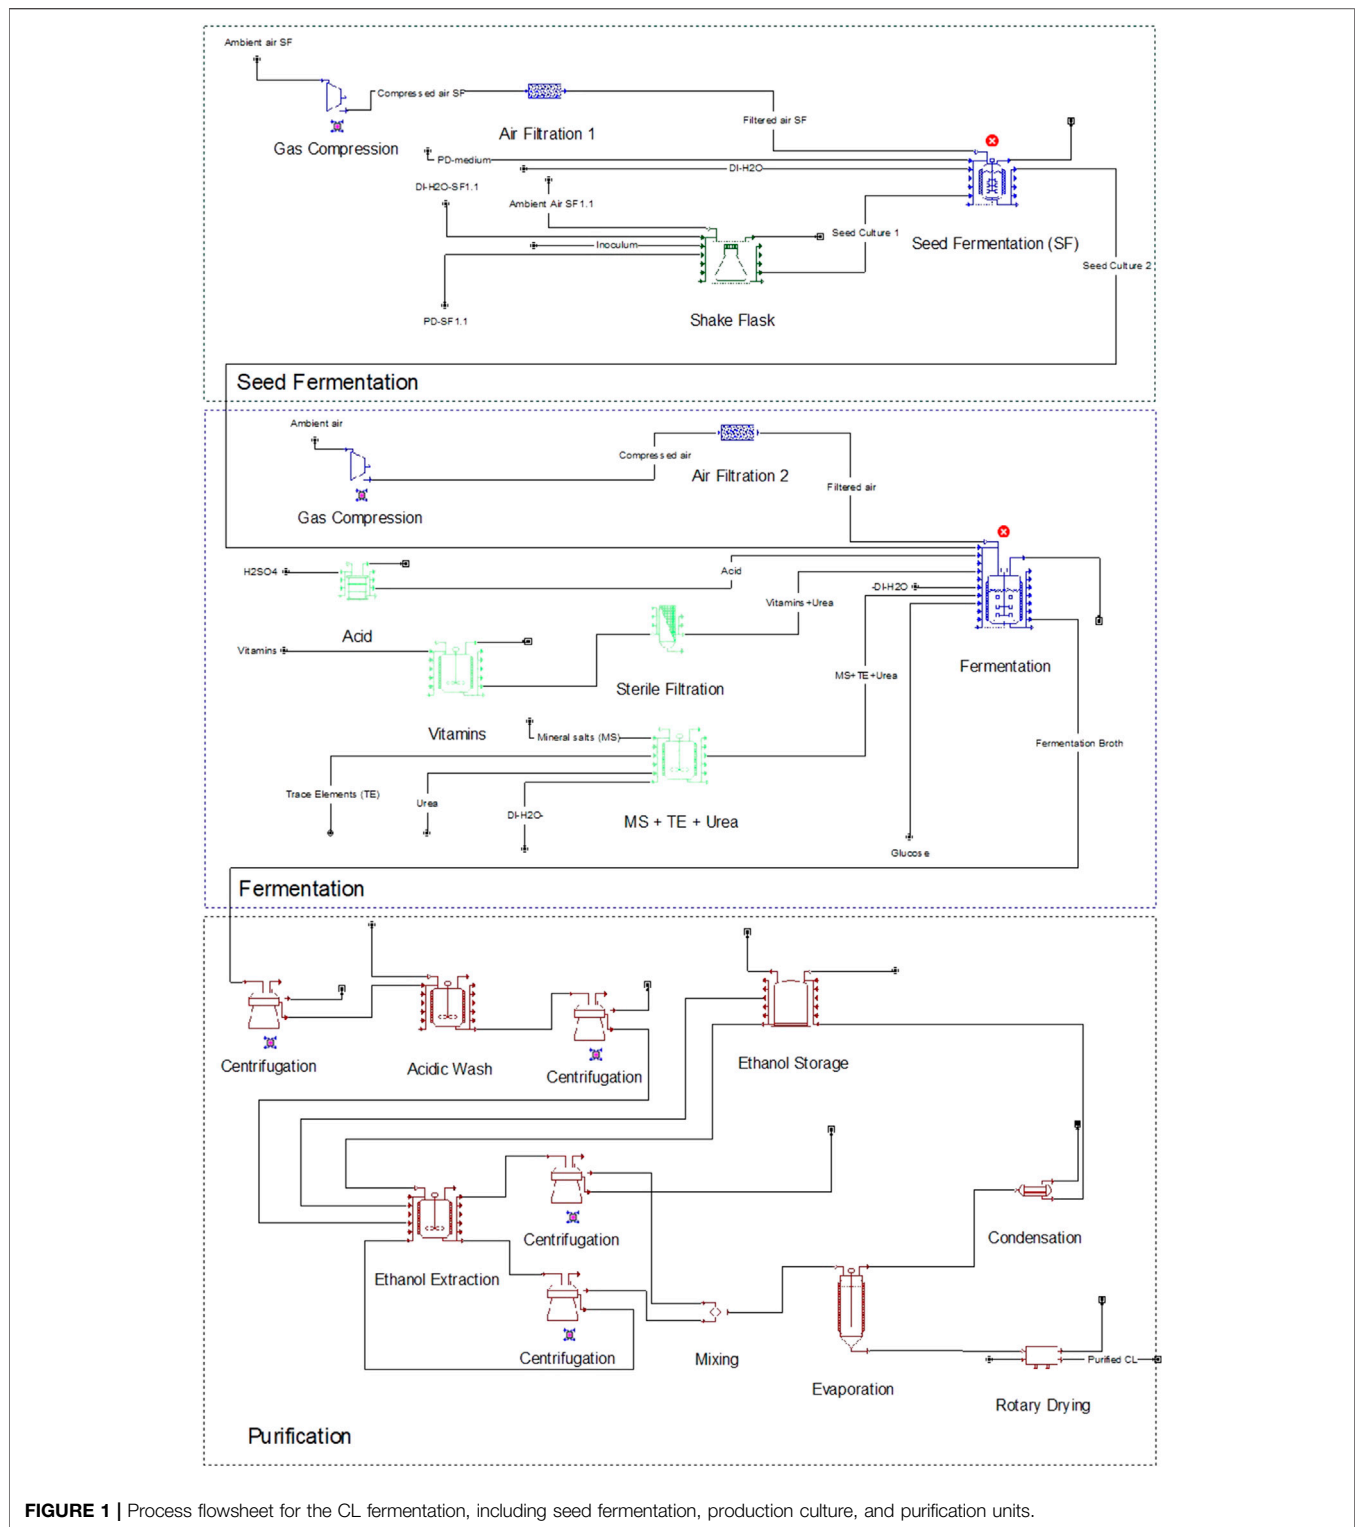 Ambient air SF
Compressed air SF
Gas Compression
Air Filtration 1
Filtered air SF
PD-medium
DI-H2O
DI-H2O-SF1.1
Ambient Air SF1.1
Inoculum
Seed Culture 1
Seed Fermentation (SF)
Seed Culture 2
PD-SF1.1
Shake Flask
Seed Fermentation
Ambient air
Compressed air
Air Filtration 2
Filtered air
Gas Compression
H2SO4
Acid
Acid
-DI-H2O
Vitamins+Urea
Vitamins
Sterile Filtration
MS+TE+Urea
Fermentation
Vitamins
Mineral salts (MS)
Fermentation Broth
Trace Elements (TE)
Urea
DI-H2O-
MS + TE + Urea
Glucose
Fermentation
Centrifugation
Acidic Wash
Centrifugation
Ethanol Storage
Ethanol Extraction
Centrifugation
Condensation
Centrifugation
Mixing
Evaporation
Purified CL
Rotary Drying
Purification
FIGURE 1 | Process flowsheet for the CL fermentation, including seed fermentation, production culture, and purification units.